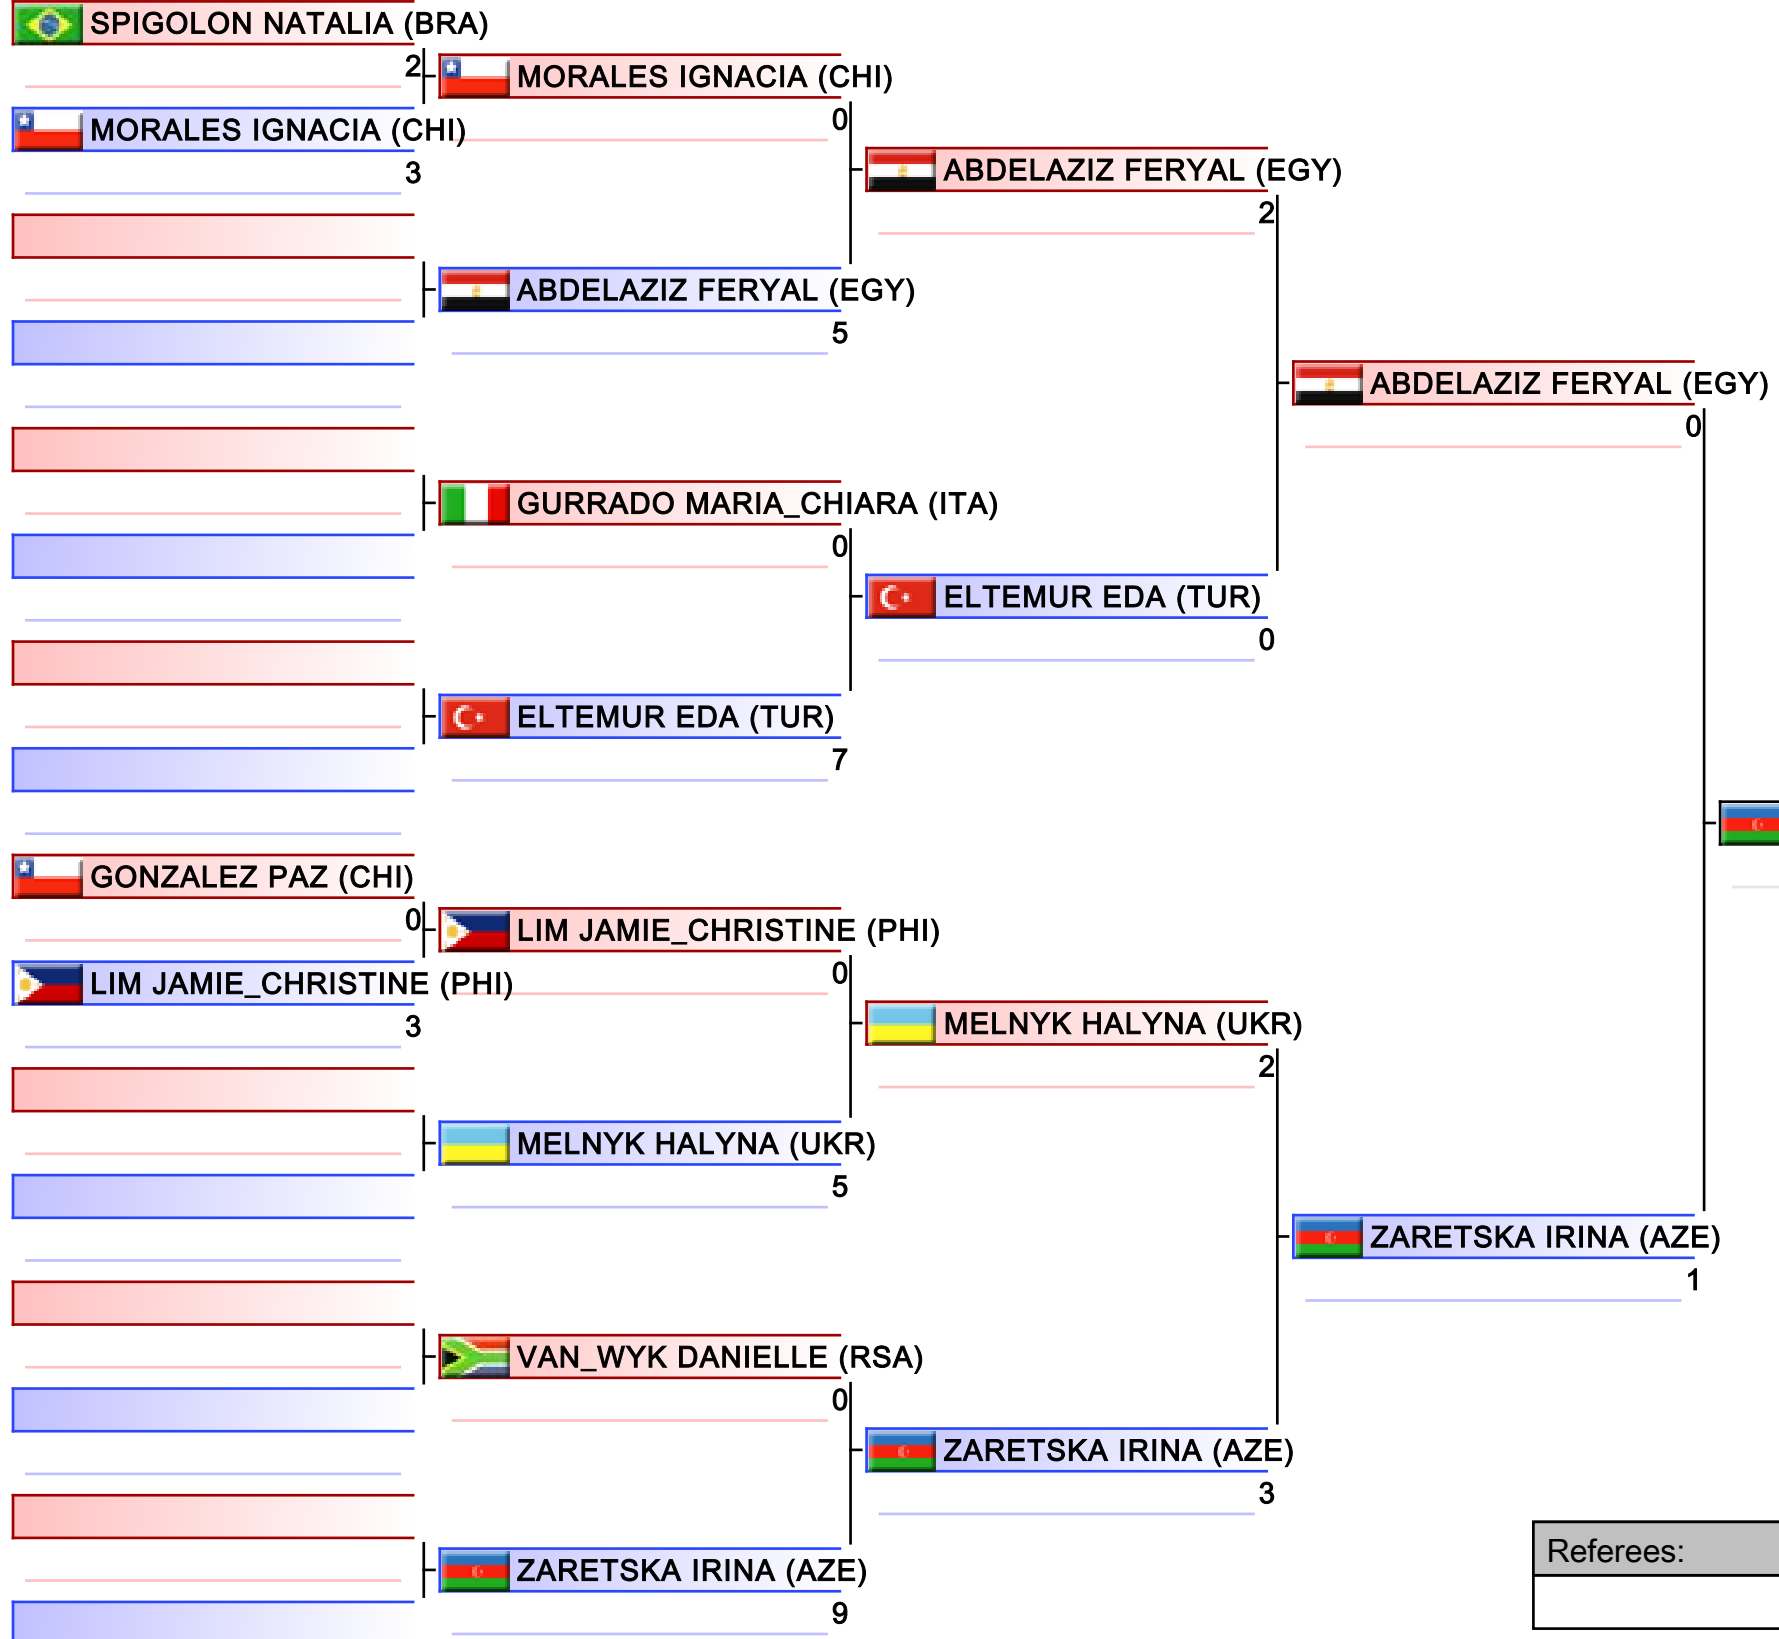 SPIGOLON NATALIA (BRA)
2
MORALES IGNACIA (CHI)
3
MORALES IGNACIA (CHI)
0
ABDELAZIZ FERYAL (EGY)
5
ABDELAZIZ FERYAL (EGY)
2
GURRADO MARIA_CHIARA (ITA)
0
ELTEMUR EDA (TUR)
7
ELTEMUR EDA (TUR)
0
ABDELAZIZ FERYAL (EGY)
0
GONZALEZ PAZ (CHI)
0
LIM JAMIE_CHRISTINE (PHI)
3
LIM JAMIE_CHRISTINE (PHI)
0
MELNYK HALYNA (UKR)
5
MELNYK HALYNA (UKR)
2
VAN_WYK DANIELLE (RSA)
0
ZARETSKA IRINA (AZE)
9
ZARETSKA IRINA (AZE)
3
ZARETSKA IRINA (AZE)
1
Referees: